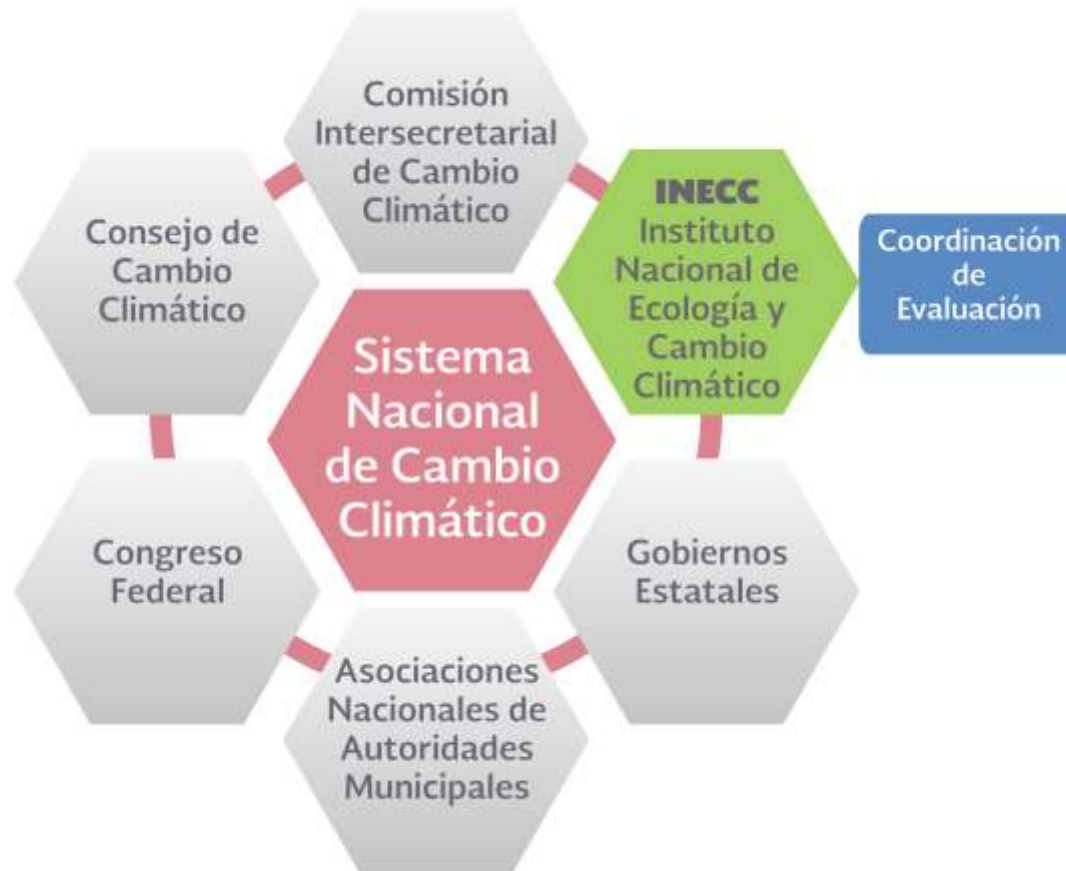 Comisión
Intersecretarial
de Cambio
Climático
INECC
Instituto
Nacional de
Ecología y
Cambio
Climático
Coordinación
de
Evaluación
Consejo de
Cambio
Climático
Sistema
Nacional
de Cambio
Climático
Congreso
Federal
Gobiernos
Estatales
Asociaciones
Nacionales de
Autoridades
Municipales